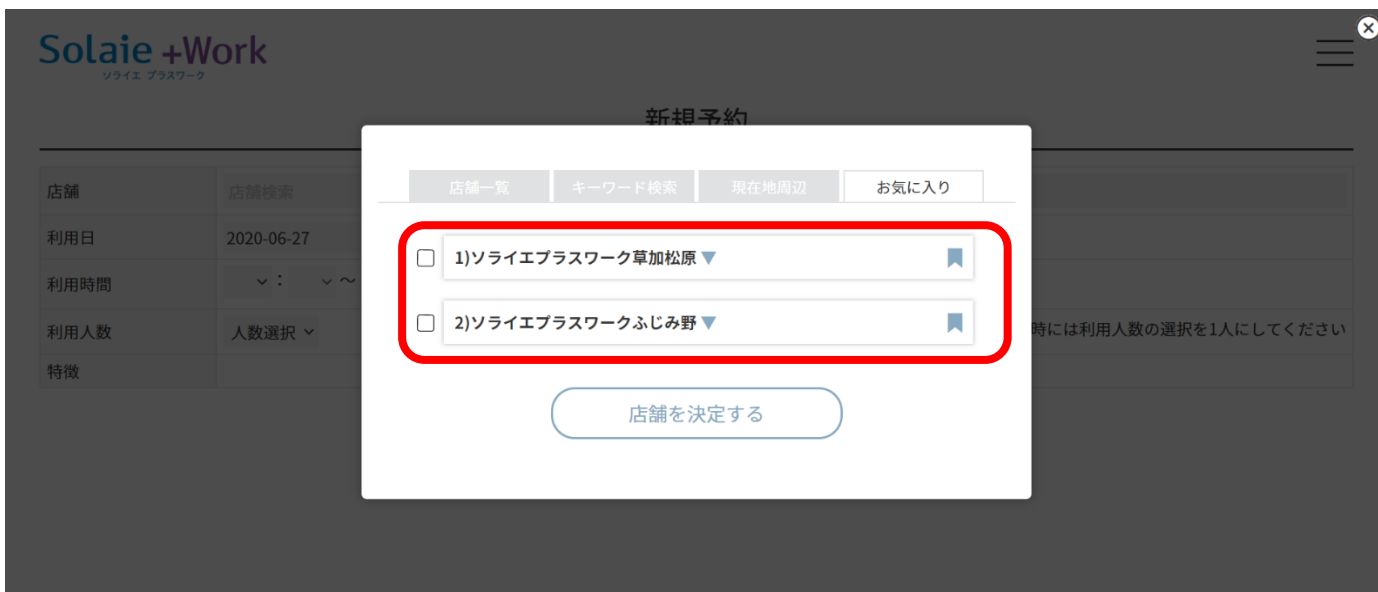 Solaie +Work
ソライエ プラスワーク
新規予約
店舗一覧 キーワード検索 現在地周辺 お気に入り
店舗 店舗検索
利用日 2020-06-27
1)ソライエプラスワーク草加松原▼
利用時間 : ～
2)ソライエプラスワークふじみ野▼
利用人数 人数選択 時には利用人数の選択を1人にしてください
特徴
店舗を決定する